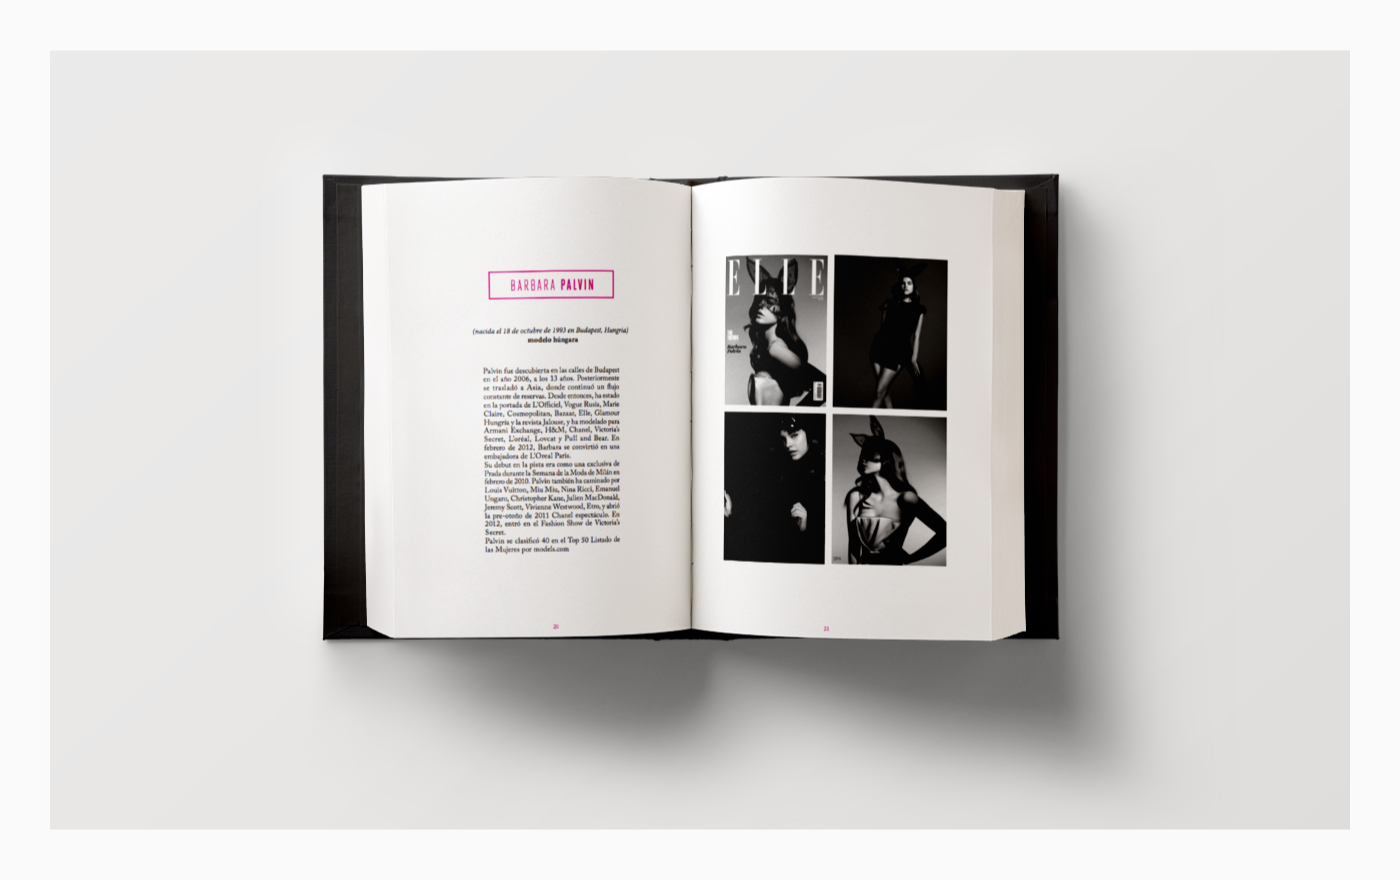 BARBARA PALVIN
(nacida el 18 de octubre de 1993 en Budapest, Hungria)
modelo húngara
Palvin fue descubierta en las calles de Budapest
en el año 2006, a los 13 años. Posteriormente
se trasladó a Asia, donde continuó un flujo
constante de reservas. Desde entonces, ha estado
en la portada de L'Officiel, Vogue Rusia, Marie
Claire, Cosmopolitan, Bazaar, Elle, Glamour
Hungria y la revista Jalouse, y ha modelado para
Armani Exchange, H&M, Chanel, Victoria's
Secret, L'oréal, Lovcat y Pull and Bear. En
febrero de 2012, Barbara se convirtió en una
embajadora de L'Oreal Paris.
Su debut en la pista era como una exclusiva de
Prada durante la Semana de la Moda de Milán en
febrero de 2010. Palvin también ha caminado por
Louis Vuitton, Miu Miu, Nina Ricci, Emanuel
Ungaro, Christopher Kane, Julien MacDonald,
Jeremy Scott, Vivienne Westwood, Etro, y abrió
la pre-otoño de 2011 Chanel espectáculo. En
2012, entró en el Fashion Show de Victoria's
Secret.
Palvin se clasificó 40 en el Top 50 Listado de
las Mujeres por models.com
20
ELLE
Barbara
Palvin
21